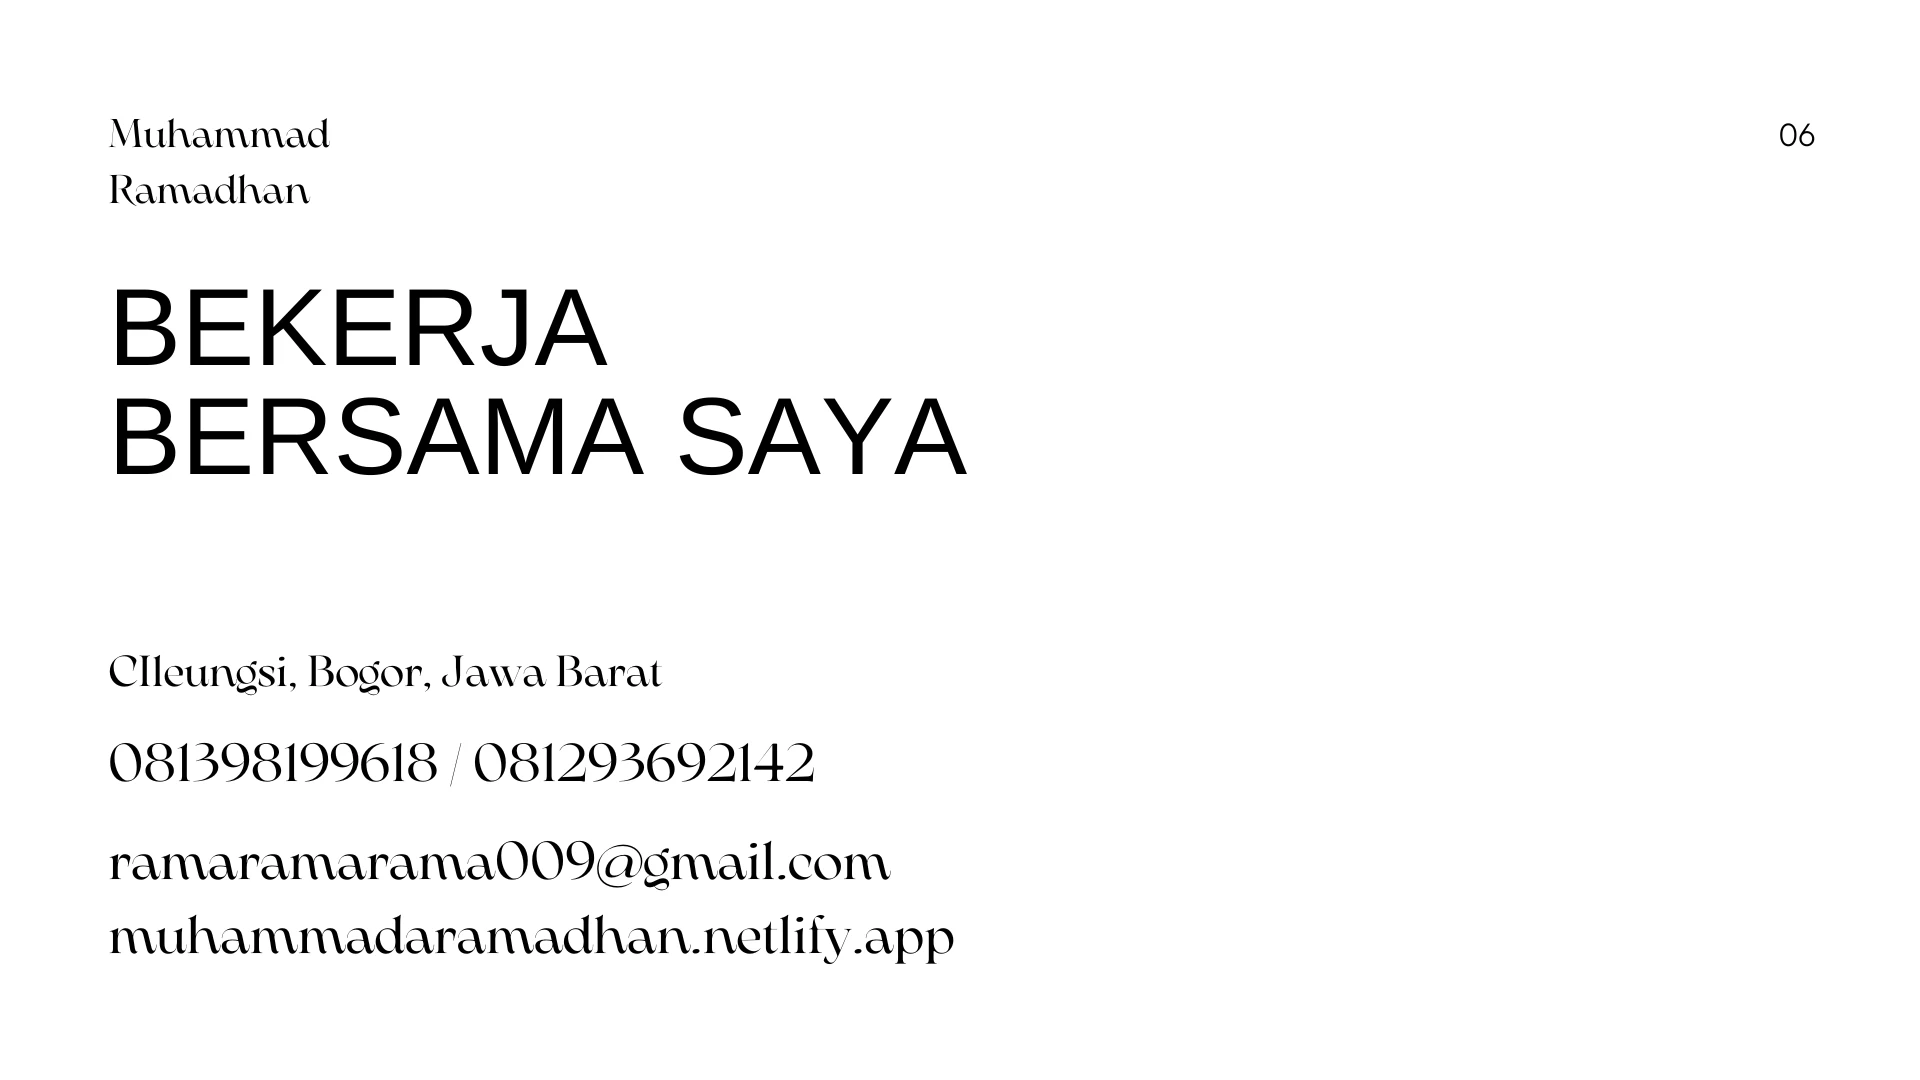 Muhammad
Ramadhan
06
BEKERJA
BERSAMA SAYA
CIleungsi, Bogor, Jawa Barat
081398199618 / 081293692142
ramaramarama009@gmail.com
muhammadaramadhan.netlify.app